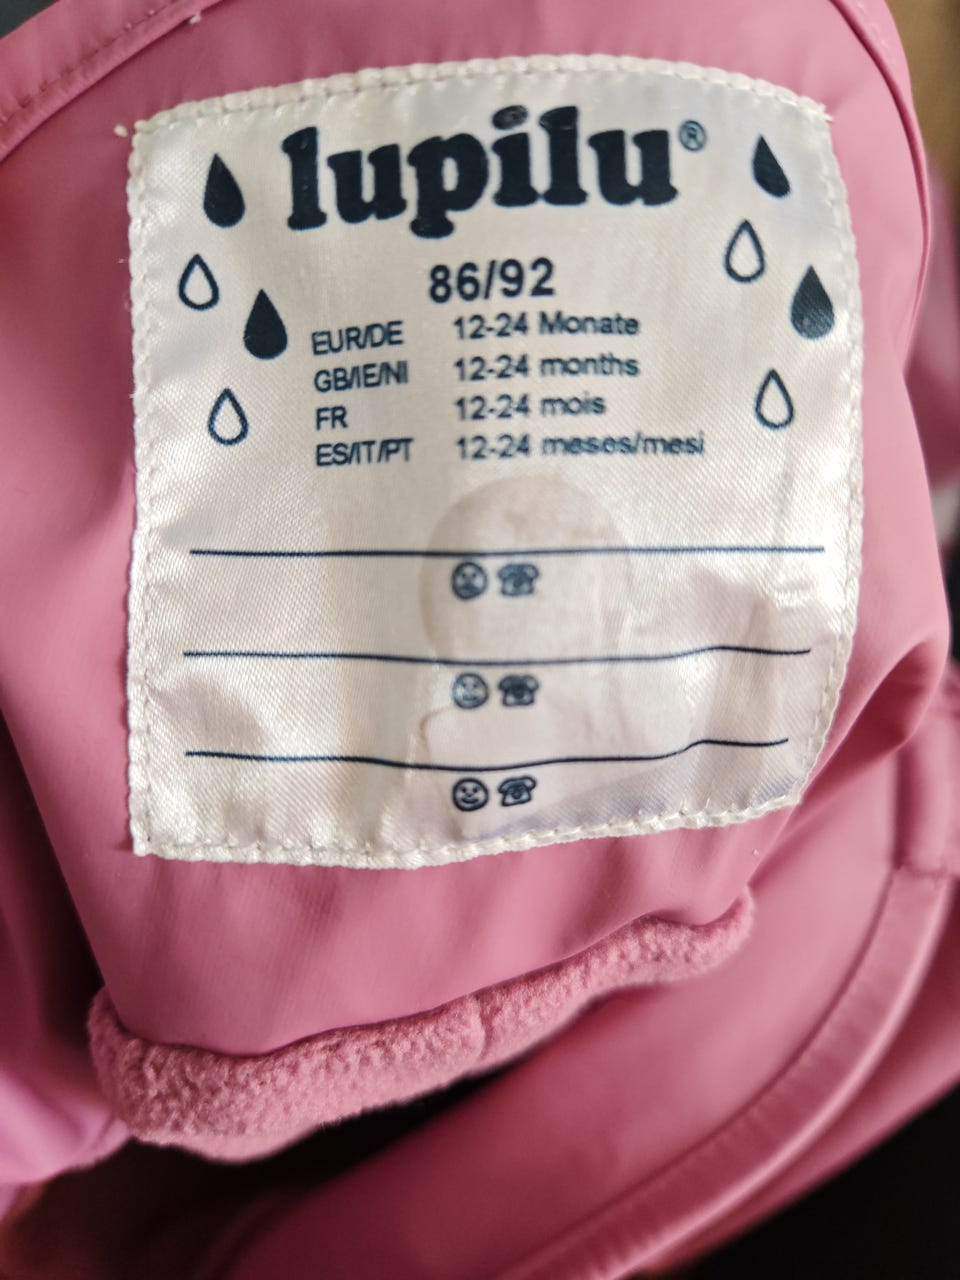 lupilu®
86/92
EUR/DE 12-24 Monate
GB/IE/NI 12-24 months
FR 12-24 mois
ES/IT/PT 12-24 meses/mesi